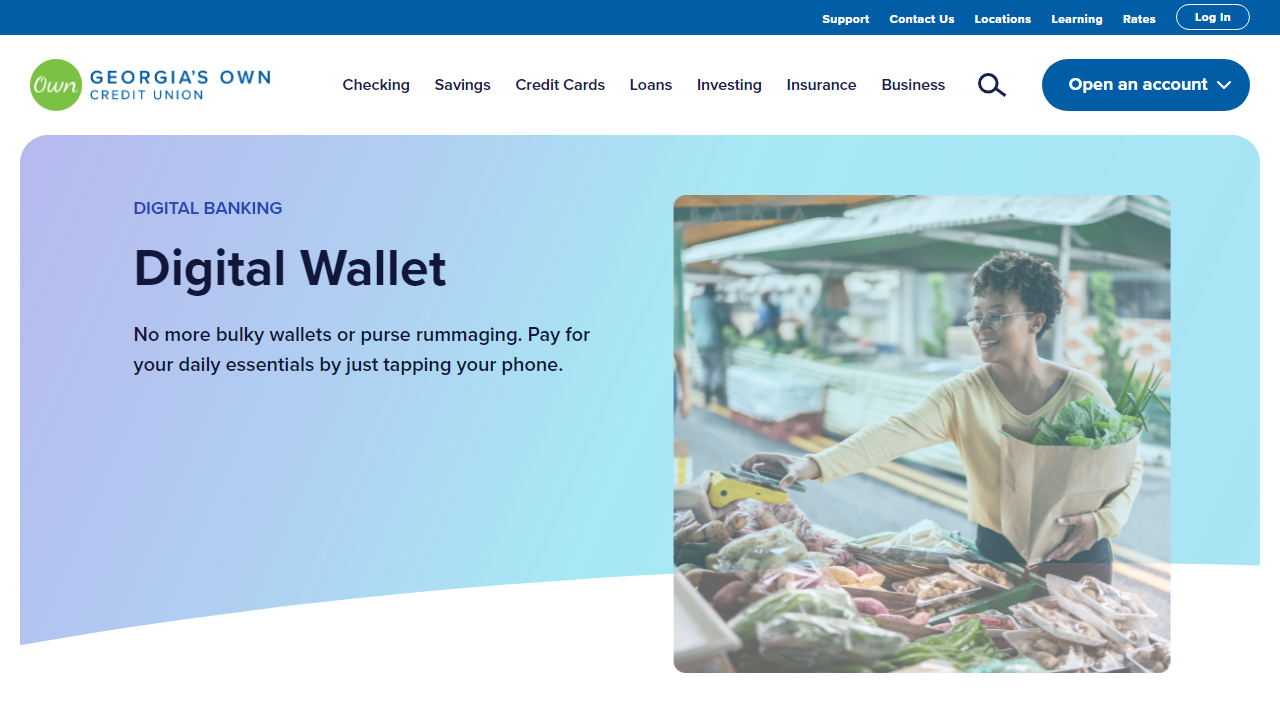 Support Contact Us Locations Learning Rates Log In
Own GEORGIA'S OWN
CREDIT UNION
Checking Savings Credit Cards Loans Investing Insurance Business Open an account
DIGITAL BANKING
Digital Wallet
No more bulky wallets or purse rummaging. Pay for
your daily essentials by just tapping your phone.